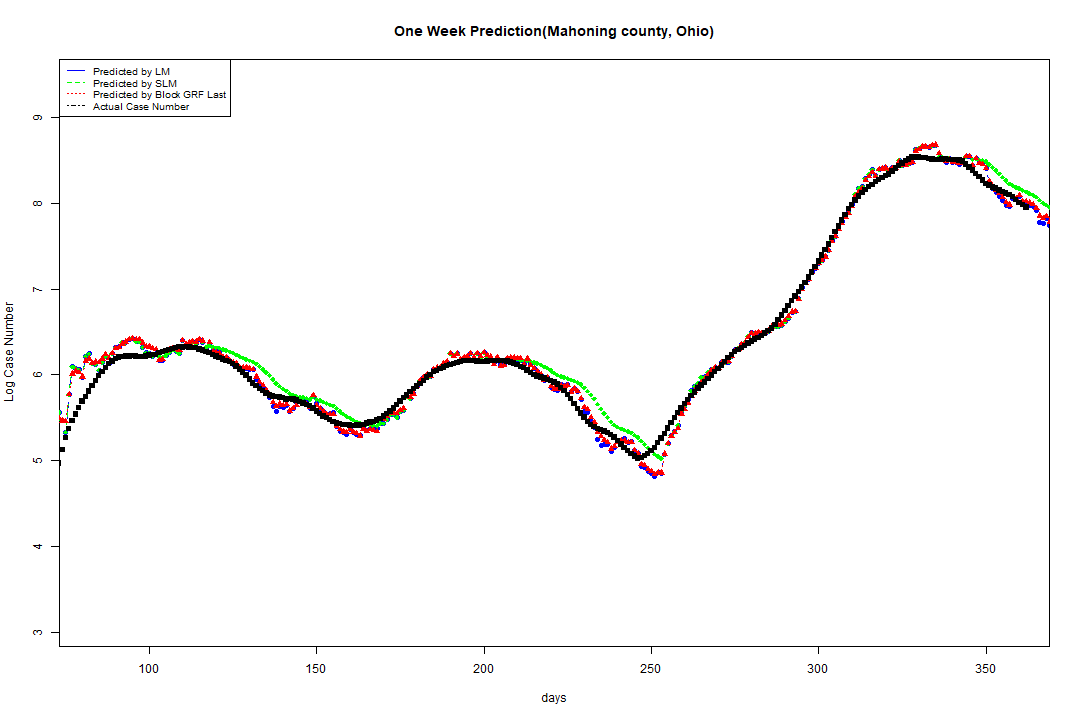 One Week Prediction(Mahoning county, Ohio)
Predicted by LM
Predicted by SLM
Predicted by Block GRF Last
Actual Case Number
9
8
7
6
5
4
3
Log Case Number
100 150 200 250 300 350
days